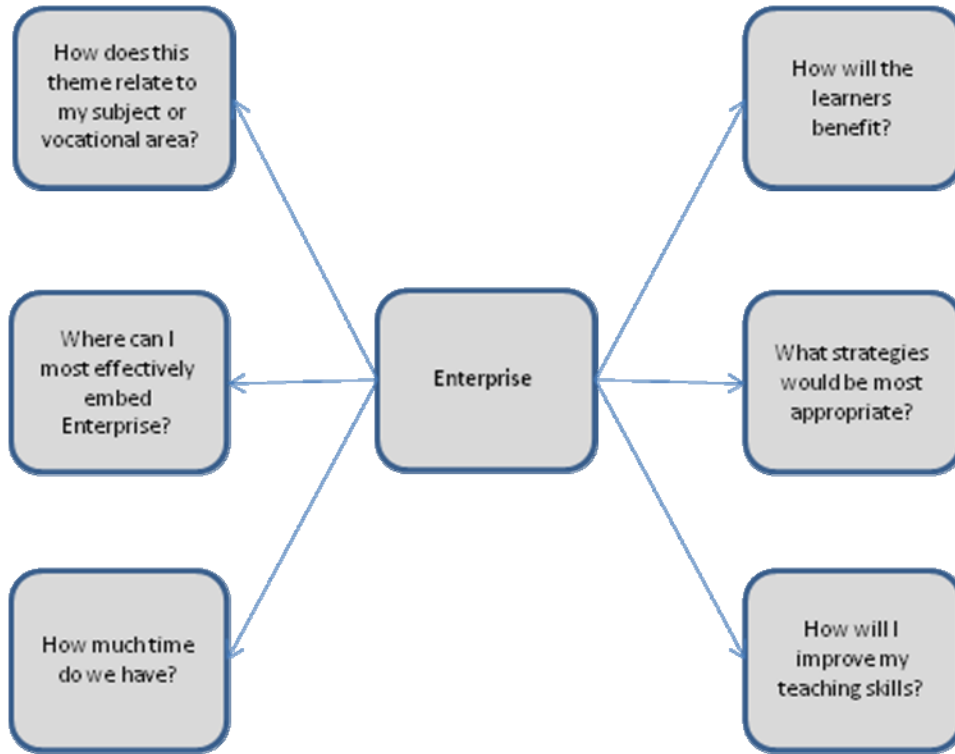 How does this
theme relate to
my subject or
vocational area?
How will the
learners
benefit?
Where can I
most effectively
embed
Enterprise?
Enterprise
What strategies
would be most
appropriate?
How much time
do we have?
How will I
improve my
teaching skills?